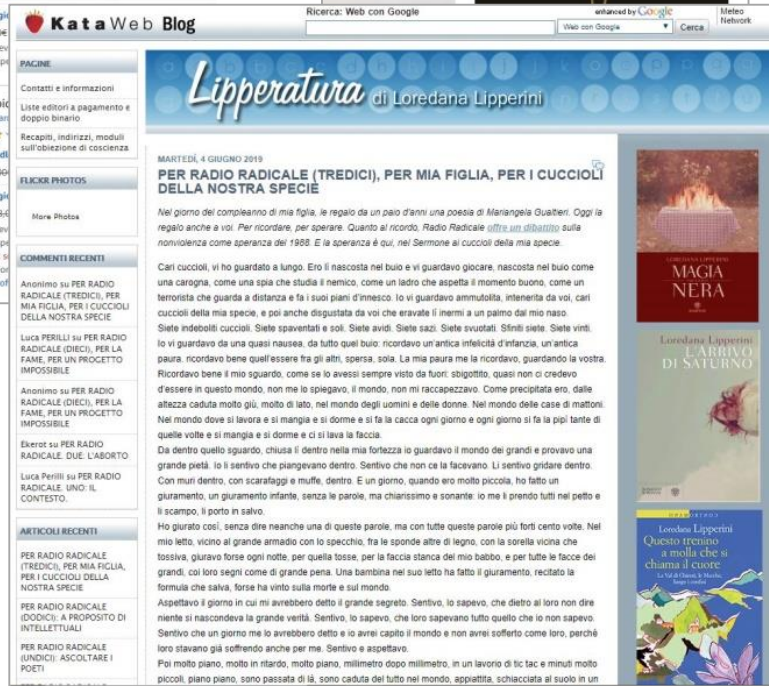 KataWeb Blog
Ricerca: Web con Google
enhanced by Google
Web con Google
Cerca
Meteo
Network
Lipperatura di Loredana Lipperini
PAGINE
Contatti e informazioni
Liste editori a pagamento e
doppio binario
Recapiti, indirizzi, moduli
sull'obiezione di coscienza
FLICKR PHOTOS
More Photos
COMMENTI RECENTI
Anonimo su PER RADIO
RADICALE (TREDICI), PER
MIA FIGLIA, PER I CUCCIOLI
DELLA NOSTRA SPECIE
Luca PERILLI su PER RADIO
RADICALE (DIECI), PER LA
FAME, PER UN PROGETTO
IMPOSSIBILE
Anonimo su PER RADIO
RADICALE (DIECI), PER LA
FAME, PER UN PROGETTO
IMPOSSIBILE
Ekerot su PER RADIO
RADICALE. DUE: L'ABORTO
Luca Perilli su PER RADIO
RADICALE. UNO: IL
CONTESTO.
ARTICOLI RECENTI
PER RADIO RADICALE
(TREDICI), PER MIA FIGLIA,
PER I CUCCIOLI DELLA
NOSTRA SPECIE
PER RADIO RADICALE
(DODICI): A PROPOSITO DI
INTELLETTUALI
PER RADIO RADICALE
(UNDICI): ASCOLTARE I
POETI
MARTEDÌ, 4 GIUGNO 2019
PER RADIO RADICALE (TREDICI), PER MIA FIGLIA, PER I CUCCIOLI
DELLA NOSTRA SPECIE
Nel giorno del compleanno di mia figlia, le regalo da un paio d'anni una poesia di Mariangela Gualtieri. Oggi la
regalo anche a voi. Per ricordare, per sperare. Quanto al ricordo, Radio Radicale offre un dibattito sulla
nonviolenza come speranza del 1988. E la speranza è qui, nel Sermone ai cuccioli della mia specie.
Cari cuccioli, vi ho guardato a lungo. Ero lì nascosta nel buio e vi guardavo giocare, nascosta nel buio come
una carogna, come una spia che studia il nemico, come un ladro che aspetta il momento buono, come un
terrorista che guarda a distanza e fa i suoi piani d'innesco. Io vi guardavo ammutolita, intenerita da voi, cari
cuccioli della mia specie, e poi anche disgustata da voi che eravate lì inermi a un palmo dal mio naso.
Siete indeboliti cuccioli. Siete spaventati e soli. Siete avidi. Siete sazi. Siete svuotati. Sfiniti siete. Siete vinti.
Io vi guardavo da una quasi nausea, da tutto quel buio: ricordavo un'antica infelicità d'infanzia, un'antica
paura. ricordavo bene quell'essere fra gli altri, spersa, sola. La mia paura me la ricordavo, guardando la vostra.
Ricordavo bene il mio sguardo, come se lo avessi sempre visto da fuori: sbigottito, quasi non ci credevo
d'essere in questo mondo, non me lo spiegavo, il mondo, non mi raccapezzavo. Come precipitata ero, dalle
altezza caduta molto giù, molto di lato, nel mondo degli uomini e delle donne. Nel mondo delle case di mattoni.
Nel mondo dove si lavora e si mangia e si dorme e si fa la cacca ogni giorno e ogni giorno si fa la pipì tante di
quelle volte e si mangia e si dorme e ci si lava la faccia.
Da dentro quello sguardo, chiusa lì dentro nella mia fortezza io guardavo il mondo dei grandi e provavo una
grande pietà. Io li sentivo che piangevano dentro. Sentivo che non ce la facevano. Li sentivo gridare dentro.
Con muri dentro, con scarafaggi e muffe, dentro. E un giorno, quando ero molto piccola, ho fatto un
giuramento, un giuramento infante, senza le parole, ma chiarissimo e sonante: io me li prendo tutti nel petto e
li scampo, li porto in salvo.
Ho giurato così, senza dire neanche una di queste parole, ma con tutte queste parole più forti cento volte. Nel
mio letto, vicino al grande armadio con lo specchio, fra le sponde altre di legno, con la sorella vicina che
tossiva, giuravo forse ogni notte, per quella tosse, per la faccia stanca del mio babbo, e per tutte le facce dei
grandi, coi loro segni come di grande pena. Una bambina nel suo letto ha fatto il giuramento, recitato la
formula che salva, forse ha vinto sulla morte e sul mondo.
Aspettavo il giorno in cui mi avrebbero detto il grande segreto. Sentivo, lo sapevo, che dietro al loro non dire
niente si nascondeva la grande verità. Sentivo, lo sapevo, che loro sapevano tutto quello che io non sapevo.
Sentivo che un giorno me lo avrebbero detto e io avrei capito il mondo e non avrei sofferto come loro, perchè
loro stavano già soffrendo anche per me. Sentivo e aspettavo.
Poi molto piano, molto in ritardo, molto piano, millimetro dopo millimetro, in un lavorio di tic tac e minuti molto
piccoli, piano piano, sono passata di là, sono caduta del tutto nel mondo, appiattita, schiacciata al suolo in un
LOREDANA LIPPERINI
MAGIA
NERA
Loredana Lipperini
L'ARRIVO
DI SATURNO
Loredana Lipperini
Questo trenino
a molla che si
chiama il cuore